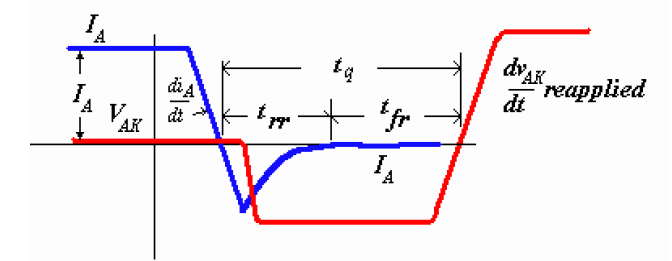 I_A
I_A
V_AK
di_A/dt
t_q
t_rr
t_fr
I_A
dv_AK/dt reapplied